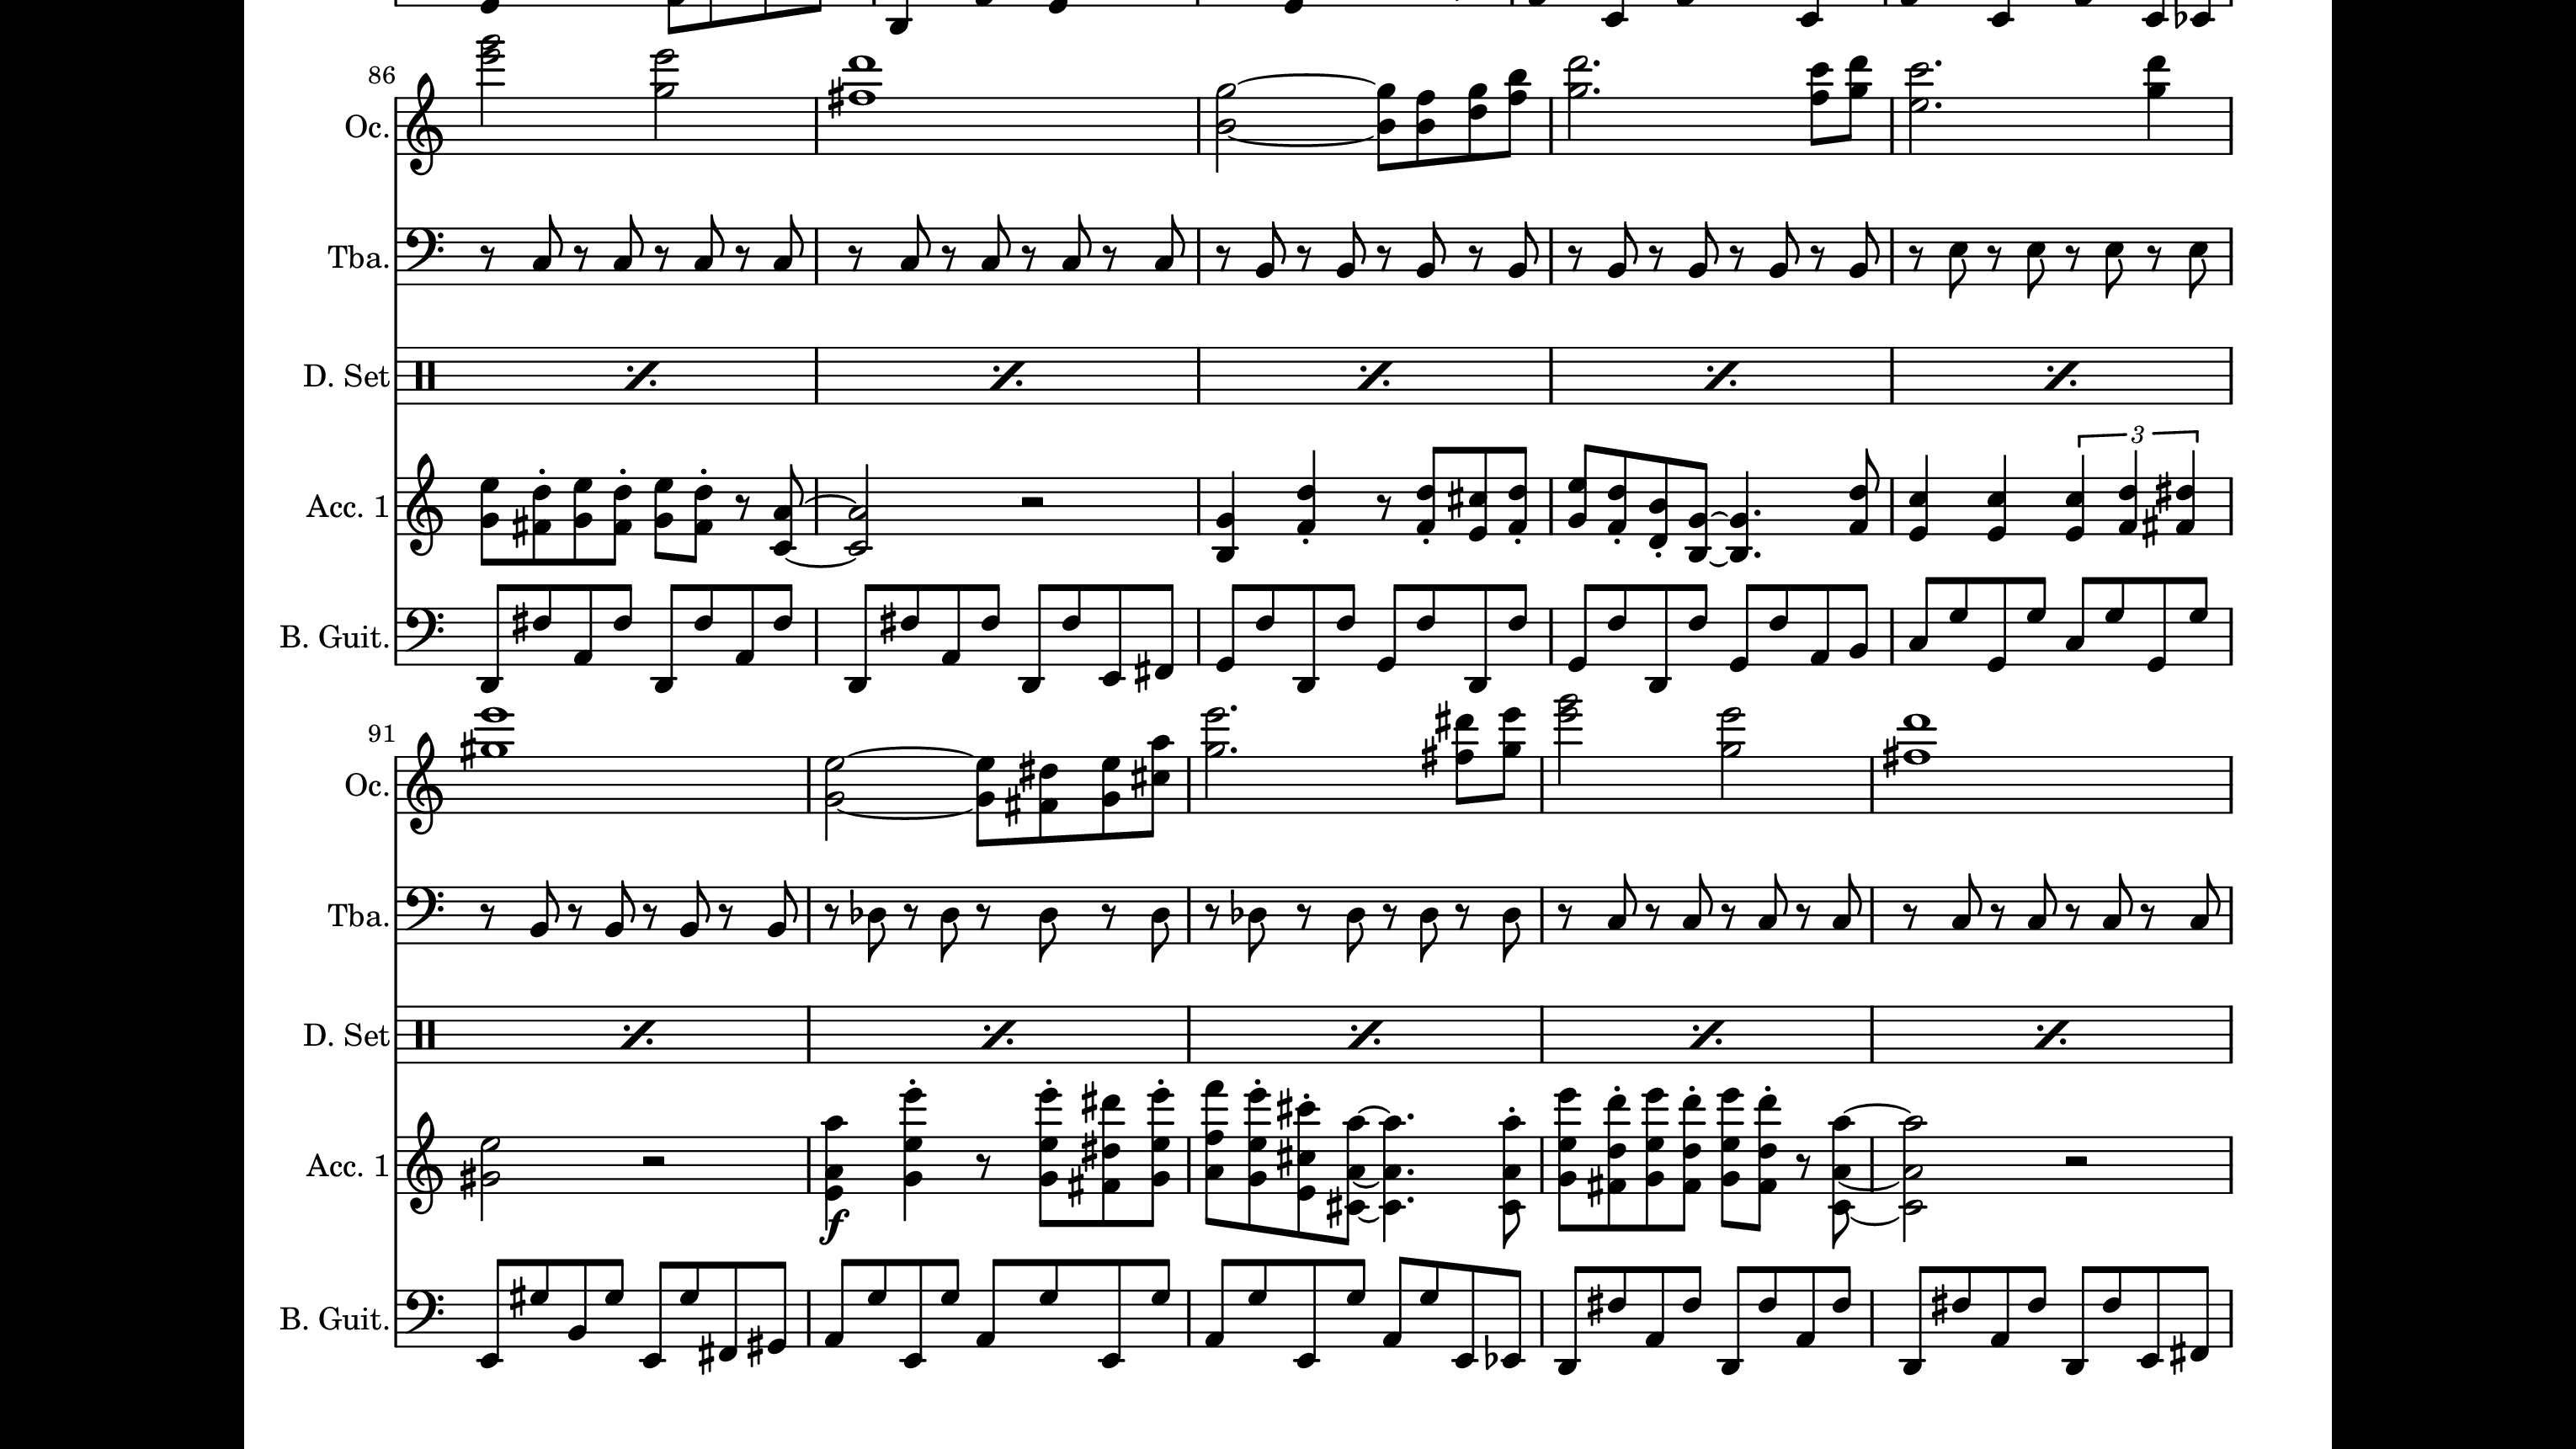 86
Oc.
Tba.
D. Set
3
Acc. 1
B. Guit.
91
Oc.
Tba.
D. Set
Acc. 1
f
B. Guit.